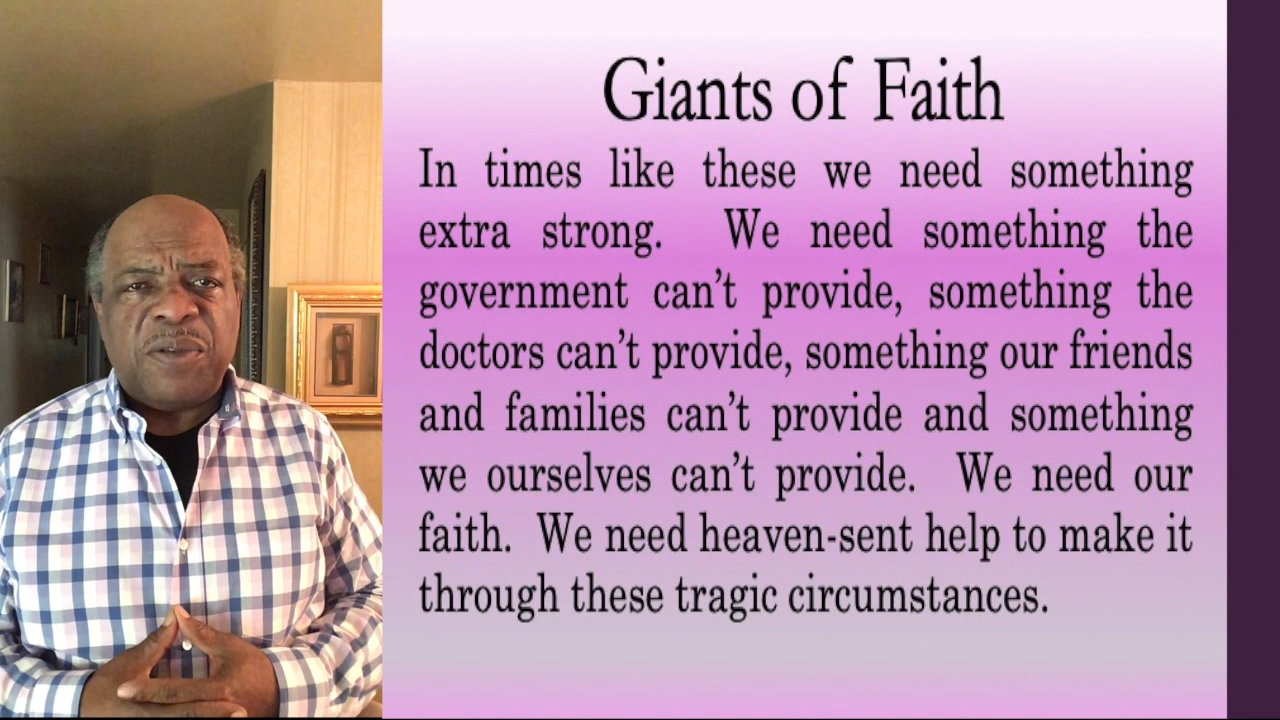 Giants of Faith
In times like these we need something
extra strong.  We need something the
government can’t provide, something the
doctors can’t provide, something our friends
and families can’t provide and something
we ourselves can’t provide.  We need our
faith.  We need heaven-sent help to make it
through these tragic circumstances.